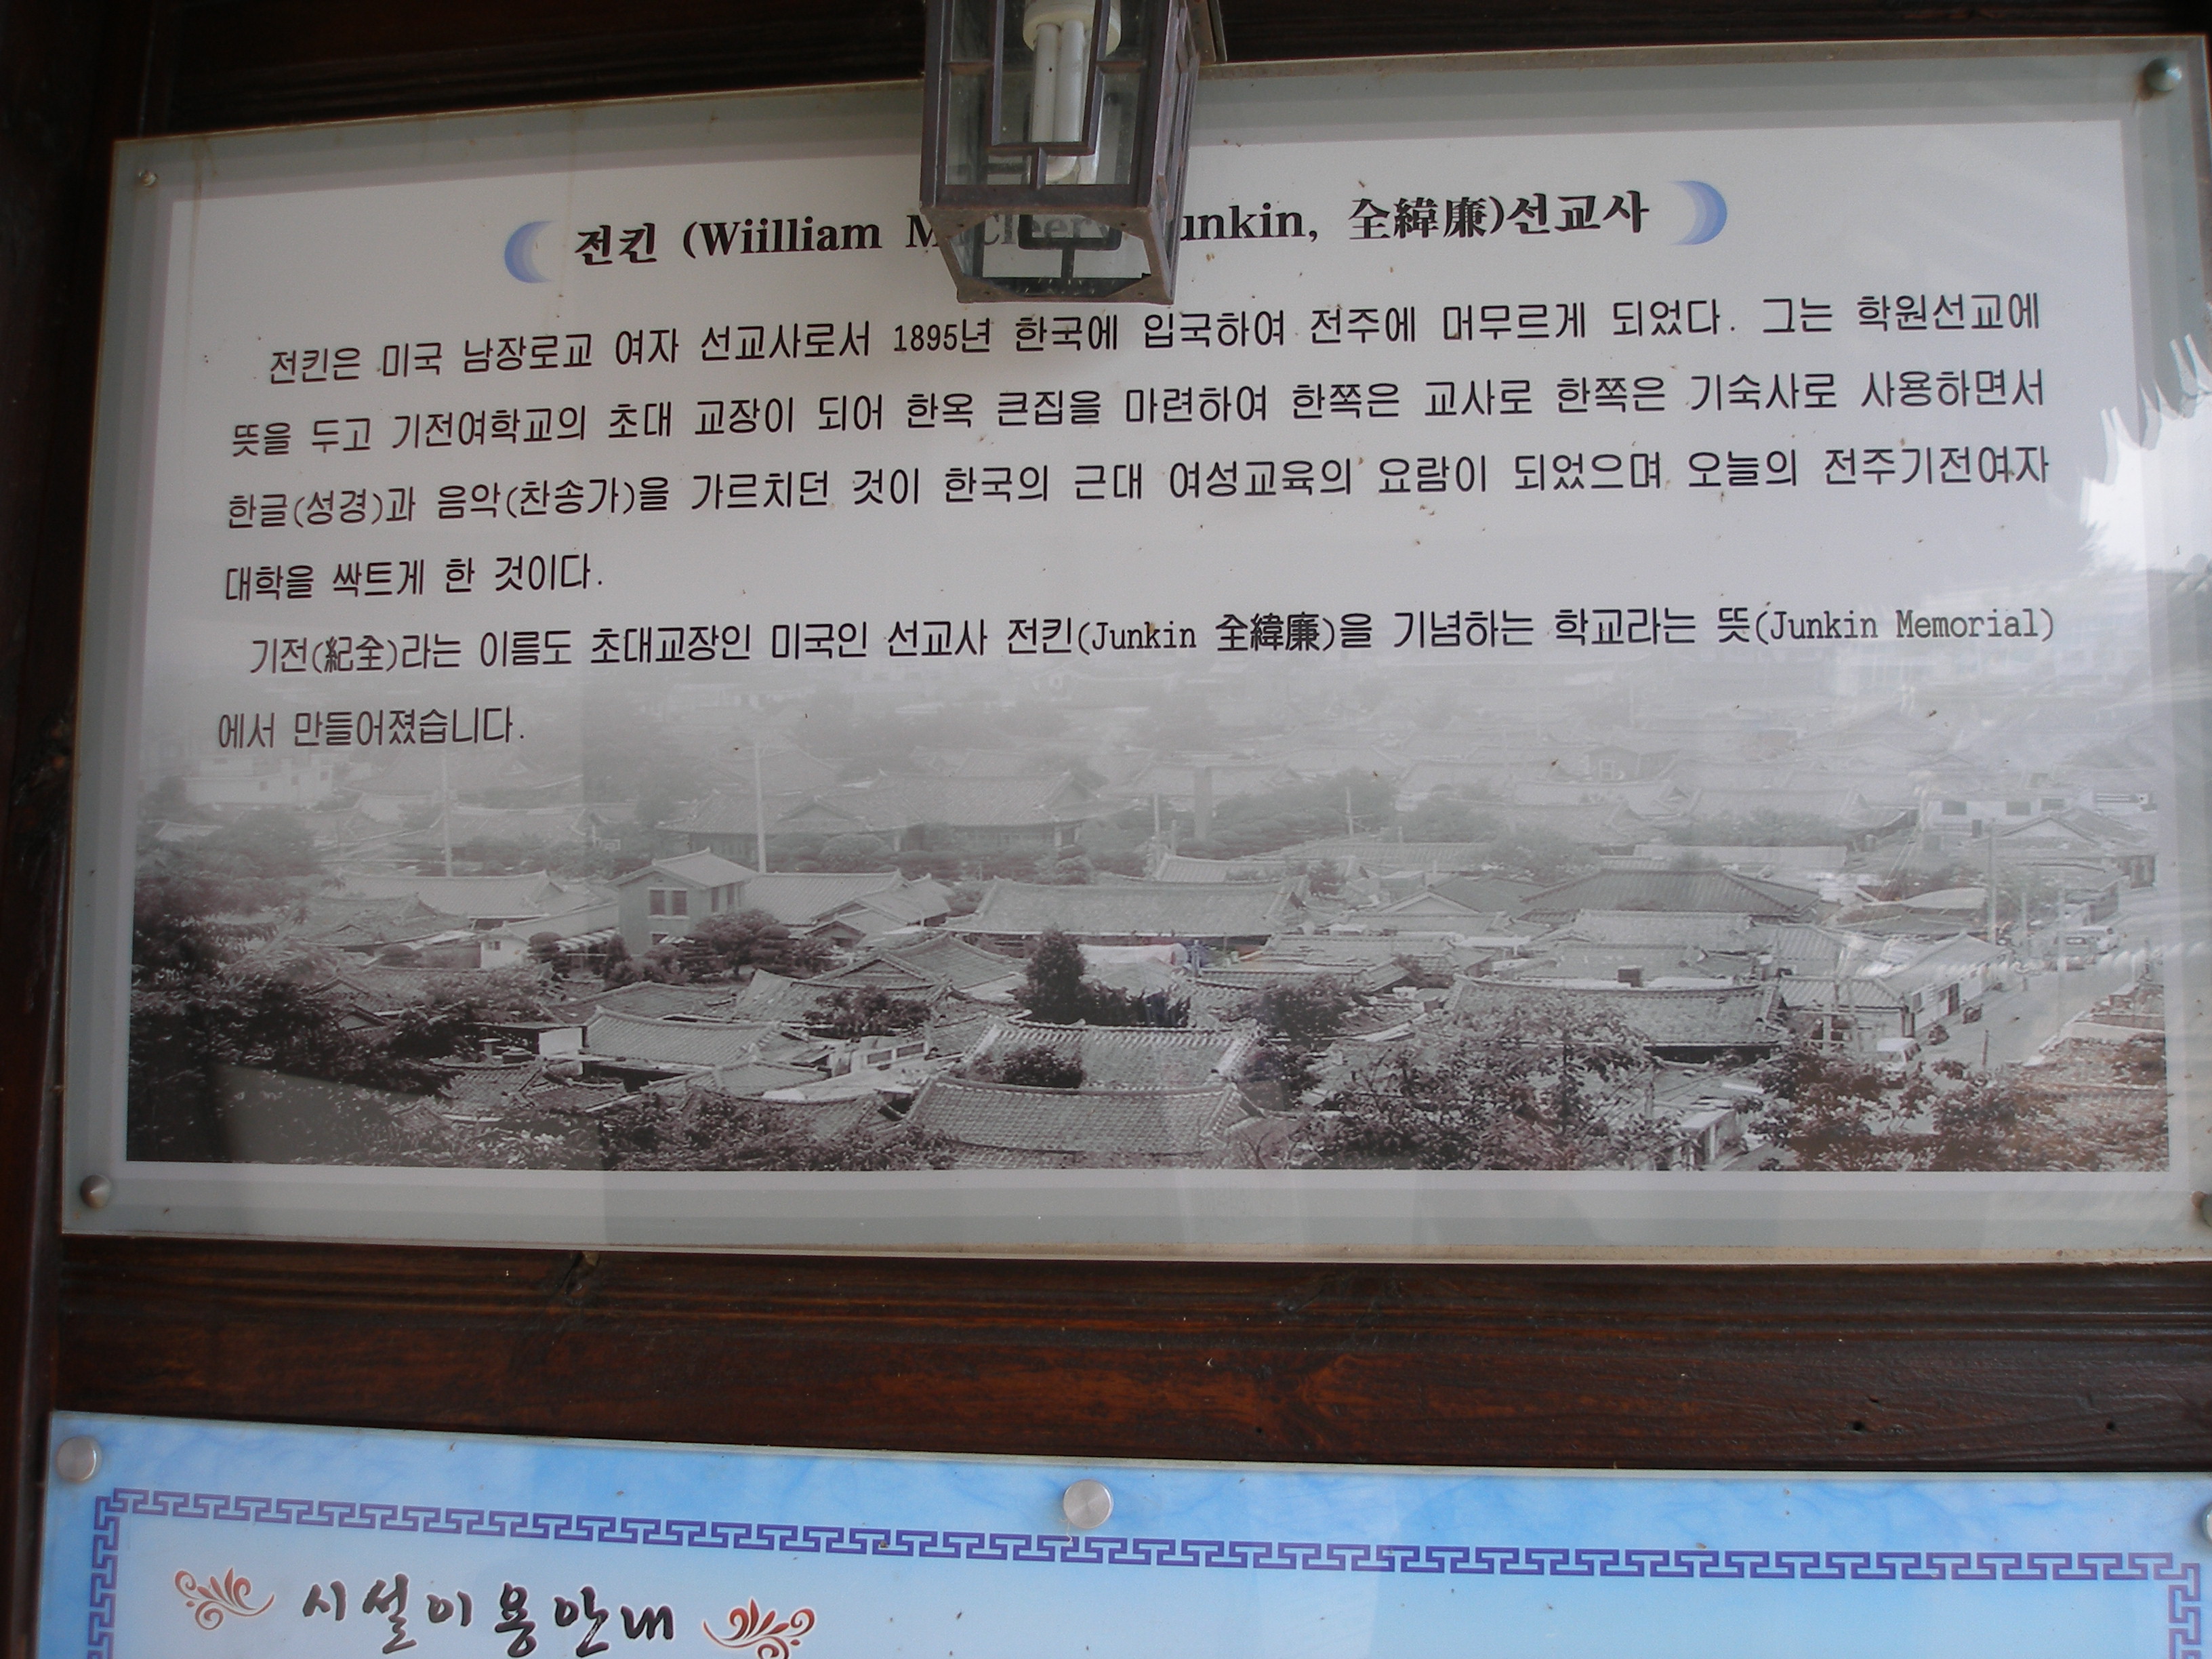 전킨 (Wiilliam McCleery Junkin, 全緯廉)선교사
전킨은 미국 남장로교 여자 선교사로서 1895년 한국에 입국하여 전주에 머무르게 되었다. 그는 학원선교에
뜻을 두고 기전여학교의 초대 교장이 되어 한옥 큰집을 마련하여 한쪽은 교사로 한쪽은 기숙사로 사용하면서
한글(성경)과 음악(찬송가)을 가르치던 것이 한국의 근대 여성교육의 요람이 되었으며 오늘의 전주기전여자
대학을 싹트게 한 것이다.
기전(紀全)라는 이름도 초대교장인 미국인 선교사 전킨(Junkin 全緯廉)을 기념하는 학교라는 뜻(Junkin Memorial)
에서 만들어졌습니다.
시설이용안내